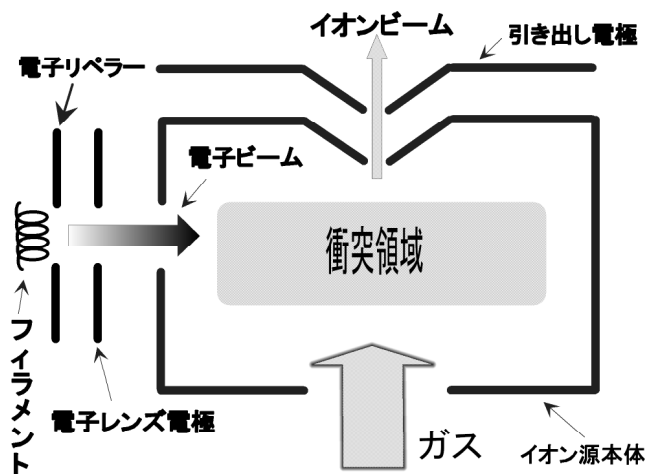 イオンビーム
引き出し電極
電子リペラー
電子ビーム
衝突領域
フィラメント
電子レンズ電極
ガス
イオン源本体